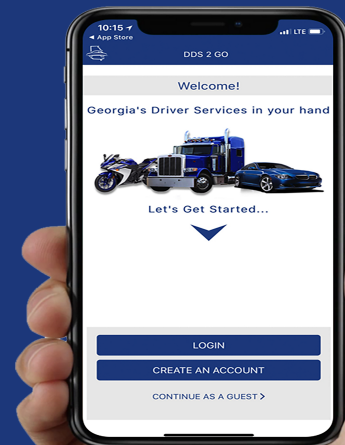 10:15
LTE
◀ App Store
DDS 2 GO
Welcome!
Georgia's Driver Services in your hand
Let's Get Started...
LOGIN
CREATE AN ACCOUNT
CONTINUE AS A GUEST >